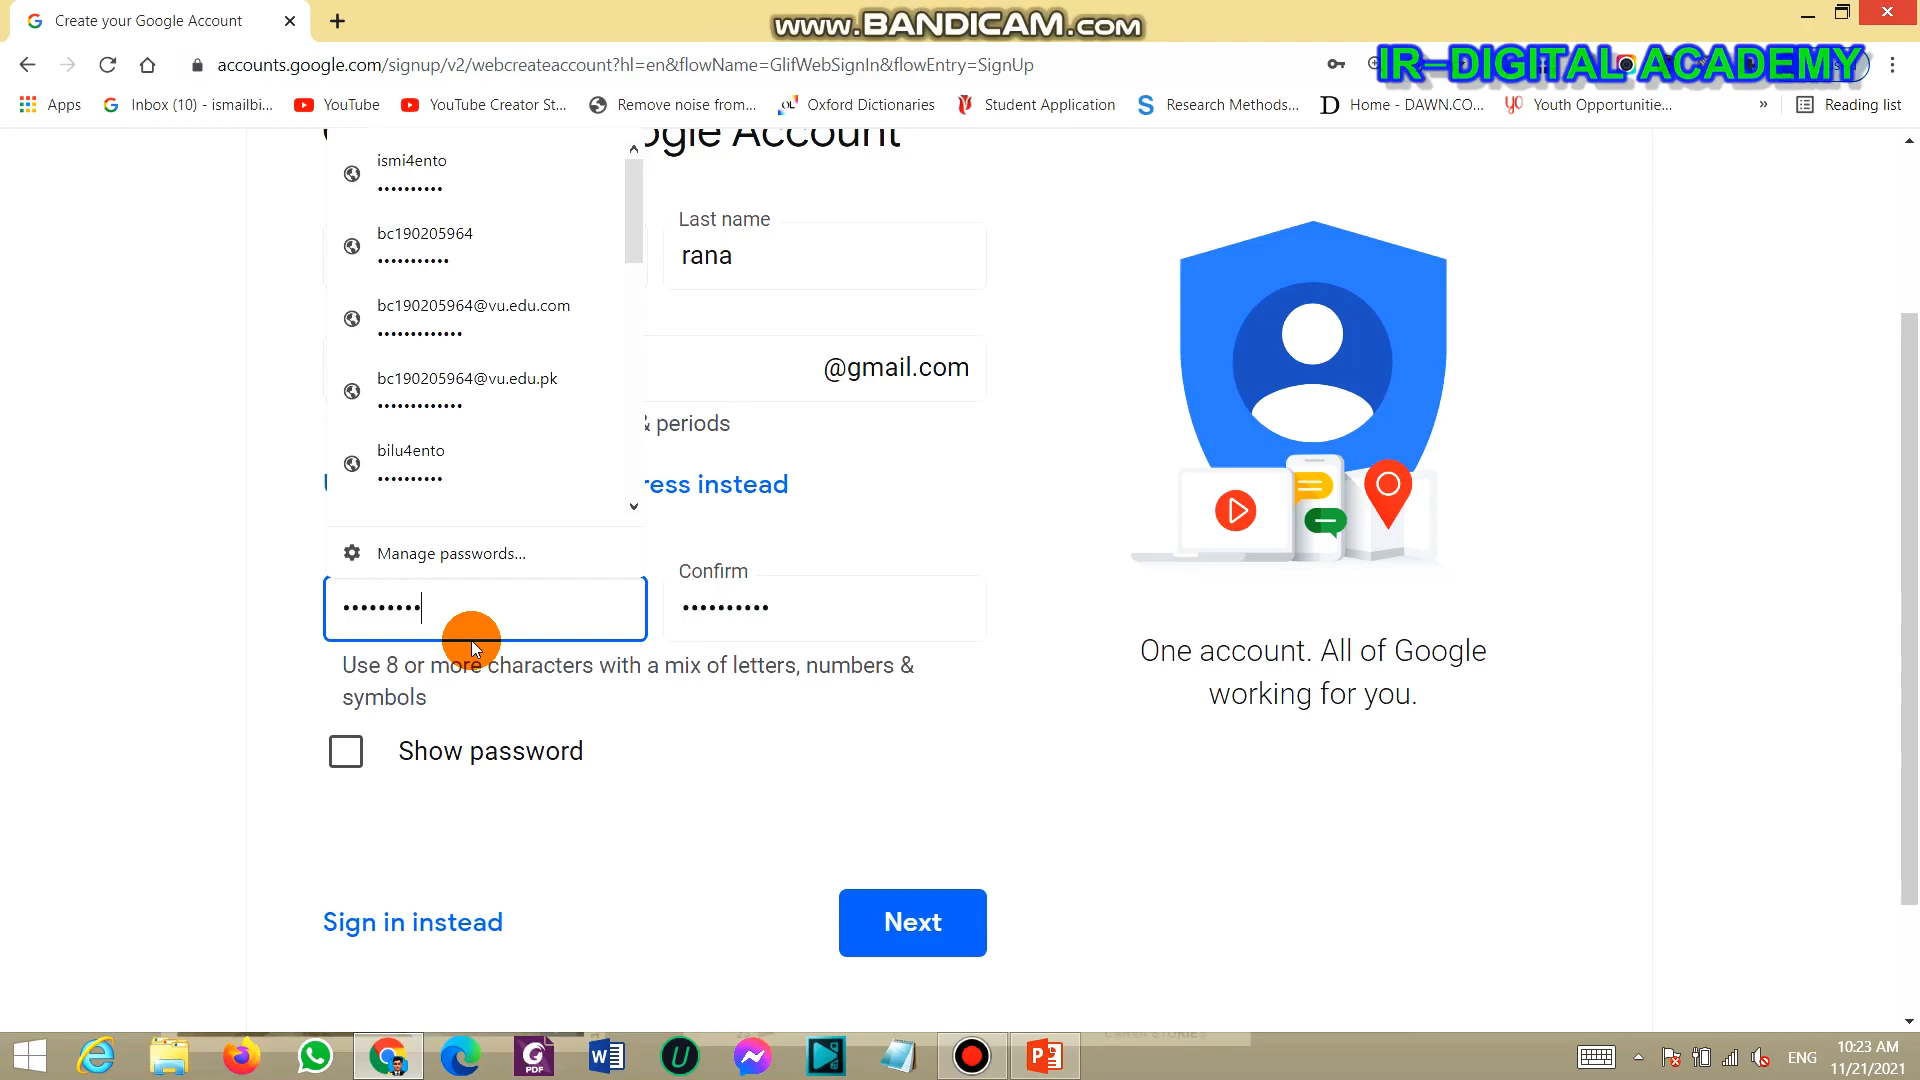 Create your Google Account
www.BANDICAM.com
accounts.google.com/signup/v2/webcreateaccount?hl=en&flowName=GlifWebSignIn&flowEntry=SignUp
IR-DIGITAL ACADEMY
Apps
Inbox (10) - ismailbi...
YouTube
YouTube Creator St...
Remove noise from...
Oxford Dictionaries
Student Application
Research Methods...
Home - DAWN.CO...
Youth Opportunitie...
»
Reading list
ogle Account
ismi4ento
••••••••••
bc190205964
•••••••••••
bc190205964@vu.edu.com
•••••••••••••
bc190205964@vu.edu.pk
•••••••••••••
bilu4ento
••••••••••
Manage passwords...
Last name
rana
@gmail.com
& periods
ress instead
•••••••••
Confirm
••••••••••
Use 8 or more characters with a mix of letters, numbers &
symbols
Show password
Sign in instead
Next
One account. All of Google
working for you.
ENG
10:23 AM
11/21/2021